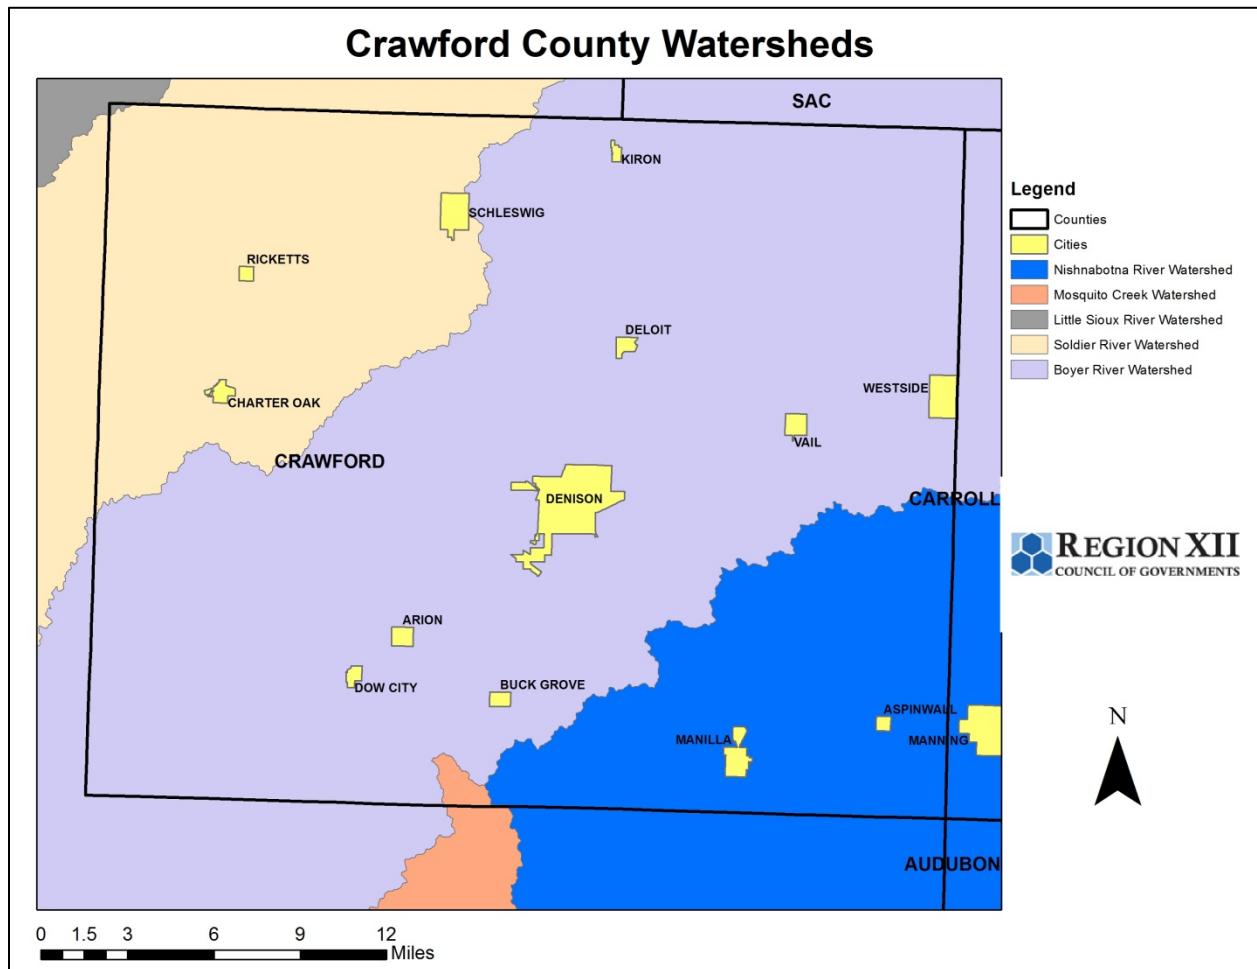 Crawford County Watersheds
SAC
KIRON
SCHLESWIG
RICKETTS
DELOIT
WESTSIDE
CHARTER OAK
VAIL
CRAWFORD
DENISON
CARROLL
ARION
DOW CITY
BUCK GROVE
ASPINWALL
MANILLA
MANNING
AUDUBON
Legend
Counties
Cities
Nishnabotna River Watershed
Mosquito Creek Watershed
Little Sioux River Watershed
Soldier River Watershed
Boyer River Watershed
REGION XII
COUNCIL OF GOVERNMENTS
N
0 1.5 3 6 9 12
Miles